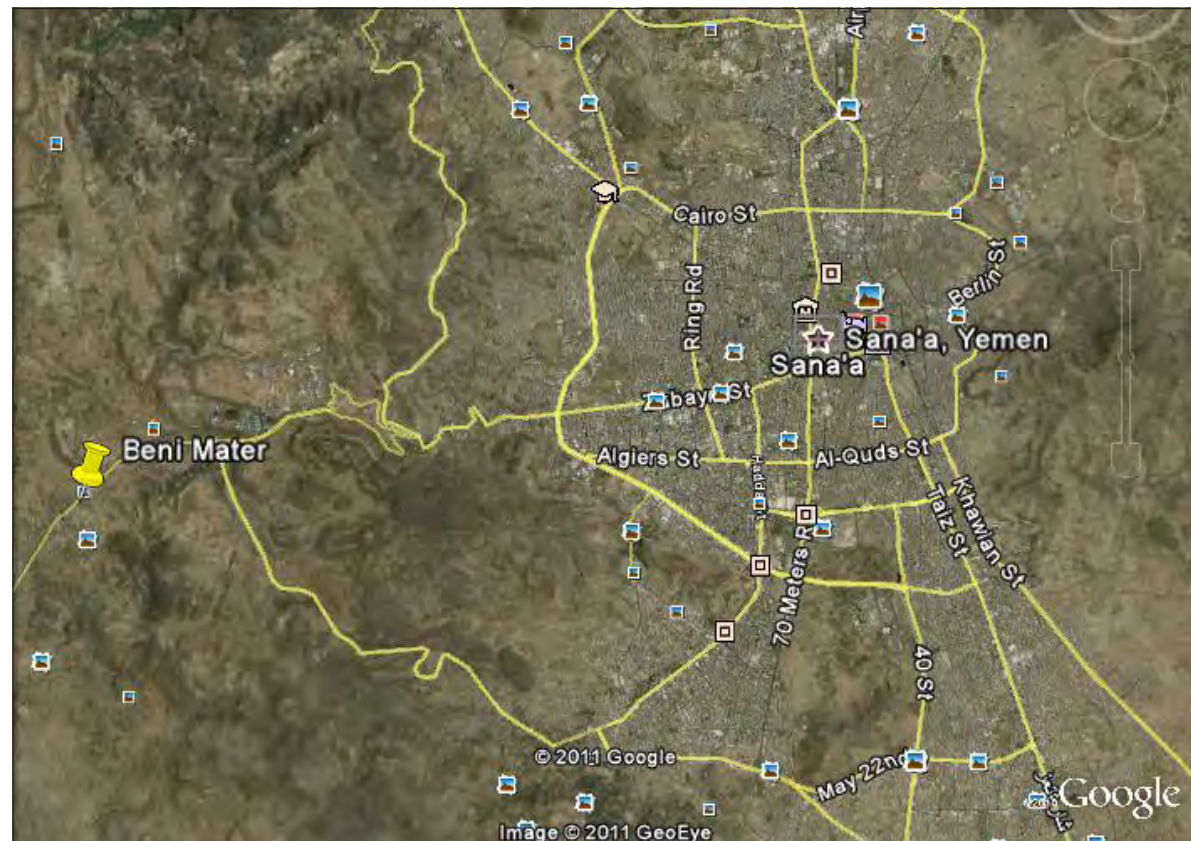 Cairo St
Ring Rd
Berlin St
Sana'a, Yemen
Sana'a
St
Beni Mater
Algiers St
Al-Quds St
Khawlan St
Taiz St
70 Meters R
40 St
© 2011 Google
May 22nd
Google
Image © 2011 GeoEye